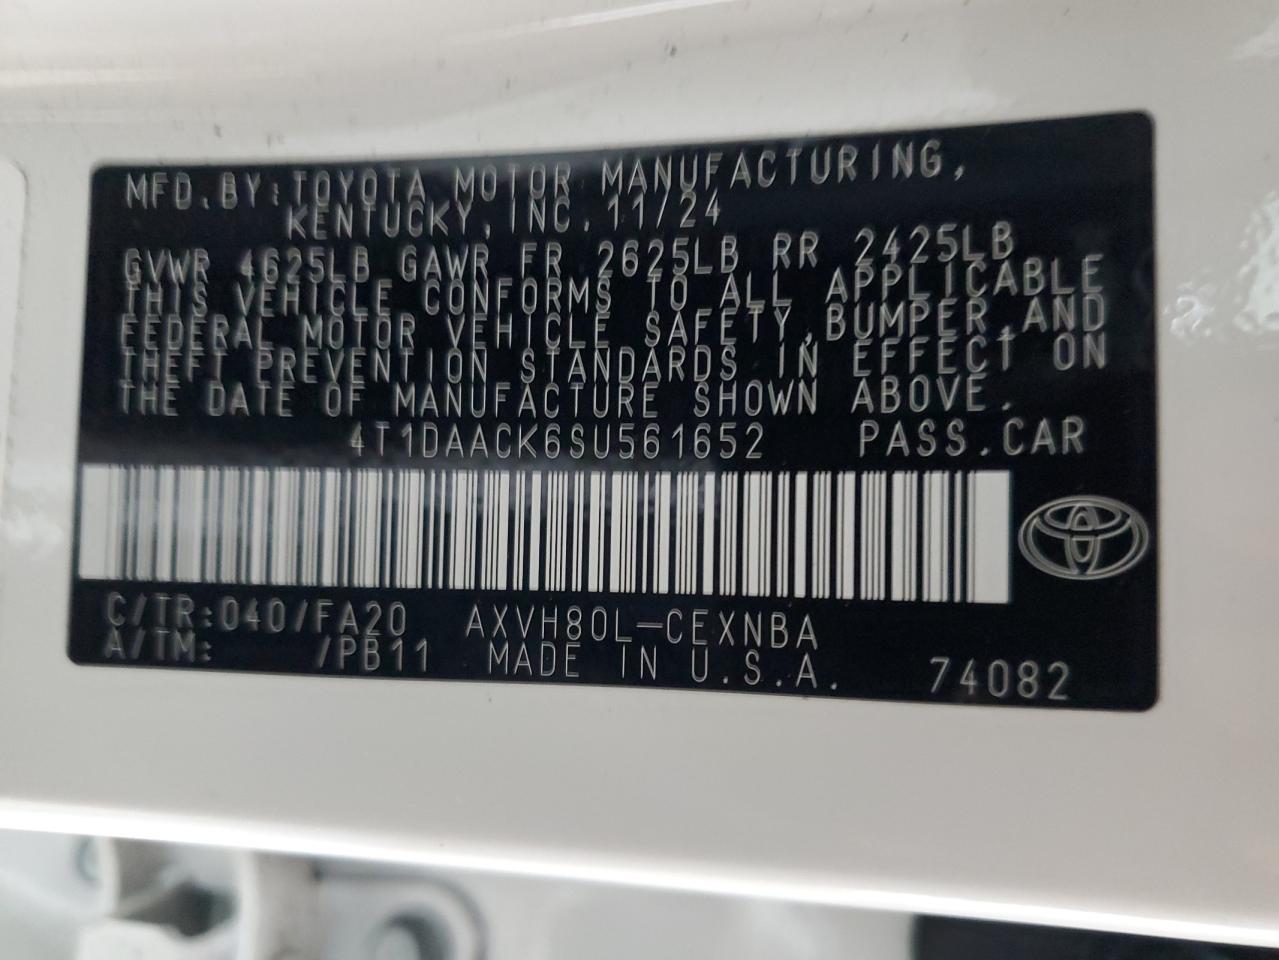 MFD.BY:TOYOTA MOTOR MANUFACTURING,
KENTUCKY, INC. 11/24
GVWR 4625LB GAWR FR 2625LB RR 2425LB
THIS VEHICLE CONFORMS TO ALL APPLICABLE
FEDERAL MOTOR VEHICLE SAFETY,BUMPER,AND
THEFT PREVENTION STANDARDS IN EFFECT ON
THE DATE OF MANUFACTURE SHOWN ABOVE.
4T1DAACK6SU561652 PASS.CAR
C/TR:040/FA20 AXVH80L-CEXNBA
A/TM: /PB11 MADE IN U.S.A. 74082